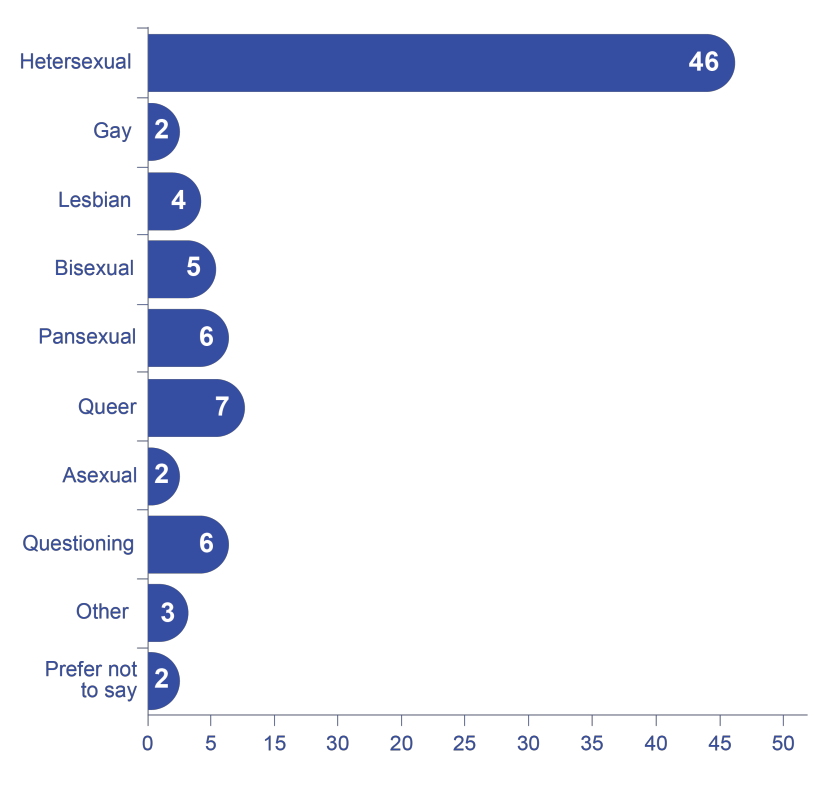 Hetersexual 46
Gay 2
Lesbian 4
Bisexual 5
Pansexual 6
Queer 7
Asexual 2
Questioning 6
Other 3
Prefer not
to say 2
0 5 15 30 20 25 30 35 40 45 50